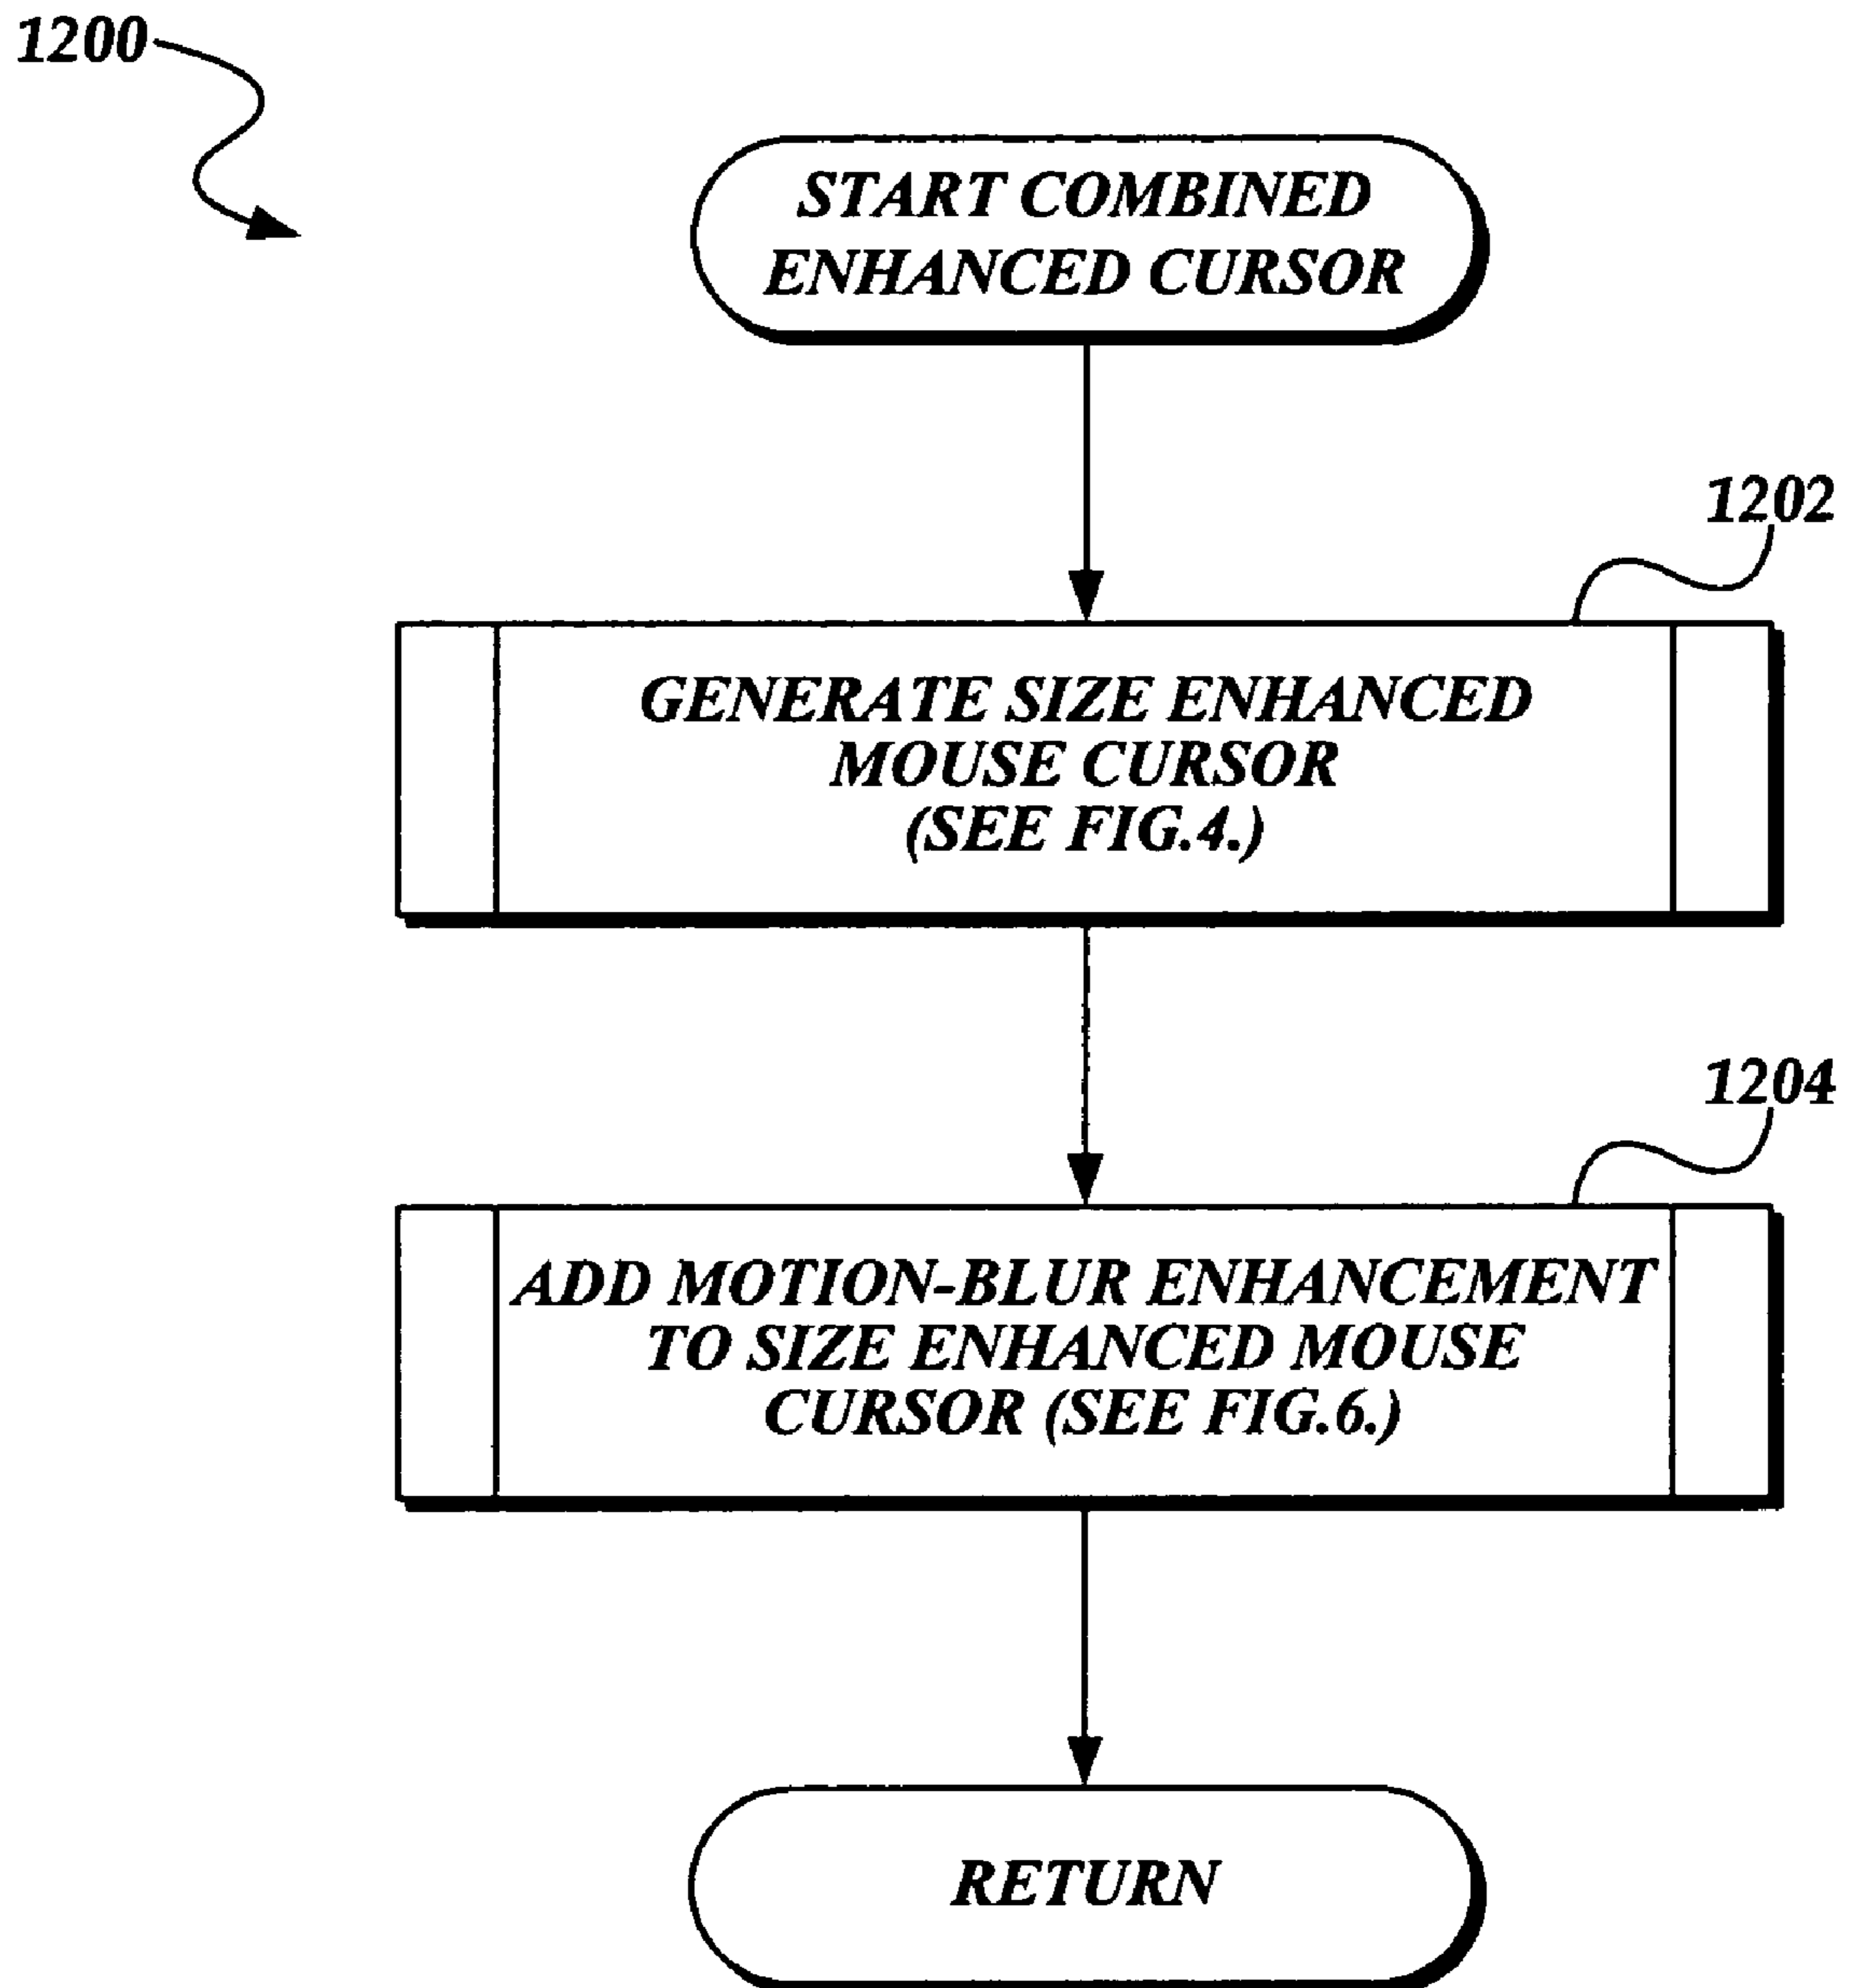 1200
START COMBINED
ENHANCED CURSOR
1202
GENERATE SIZE ENHANCED
MOUSE CURSOR
(SEE FIG.4.)
1204
ADD MOTION-BLUR ENHANCEMENT
TO SIZE ENHANCED MOUSE
CURSOR (SEE FIG.6.)
RETURN